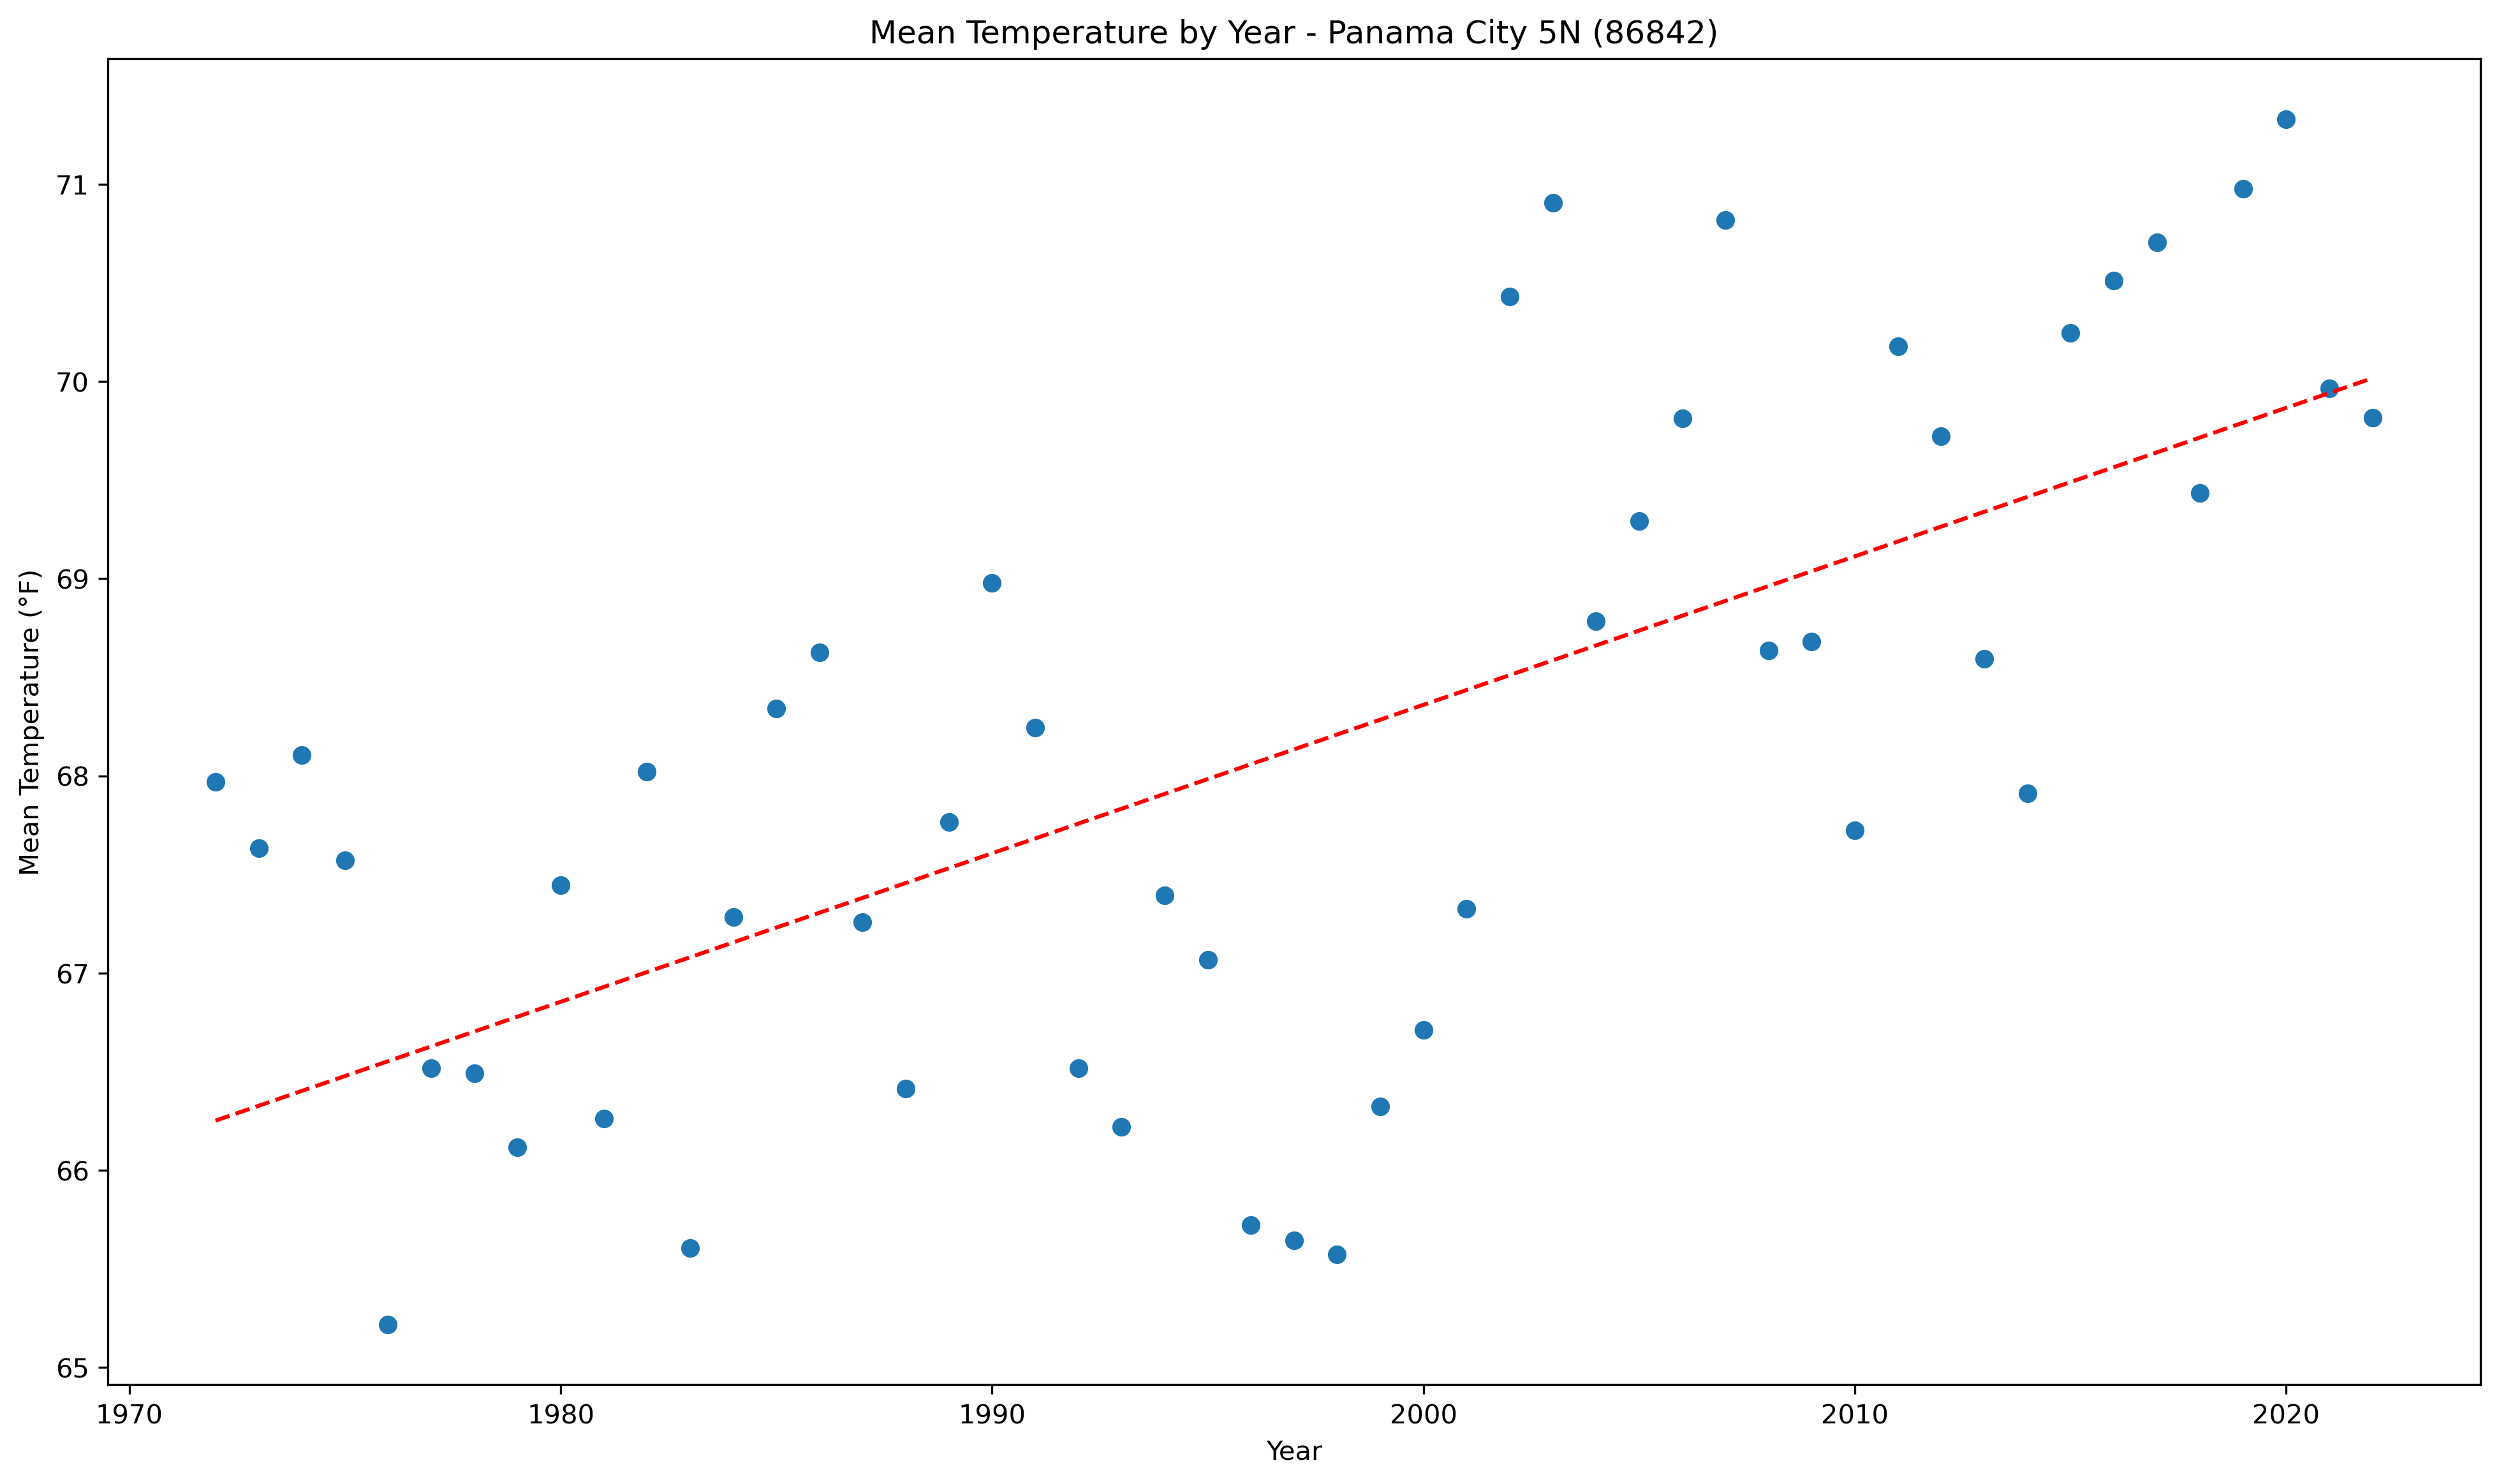 Mean Temperature by Year - Panama City 5N (86842)
Mean Temperature (°F)
71
70
69
68
67
66
65
1970 1980 1990 2000 2010 2020
Year